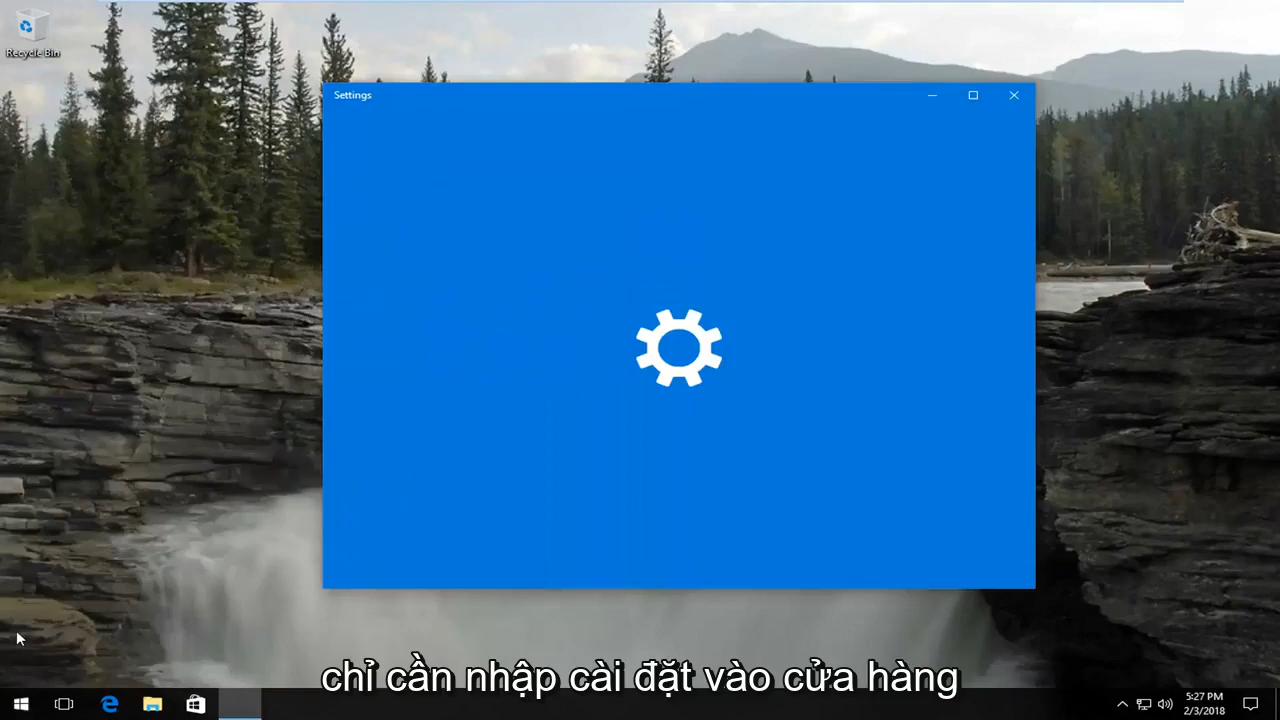 Recycle Bin
Settings
chỉ cần nhập cài đặt vào cửa hàng
5:27 PM
2/3/2018